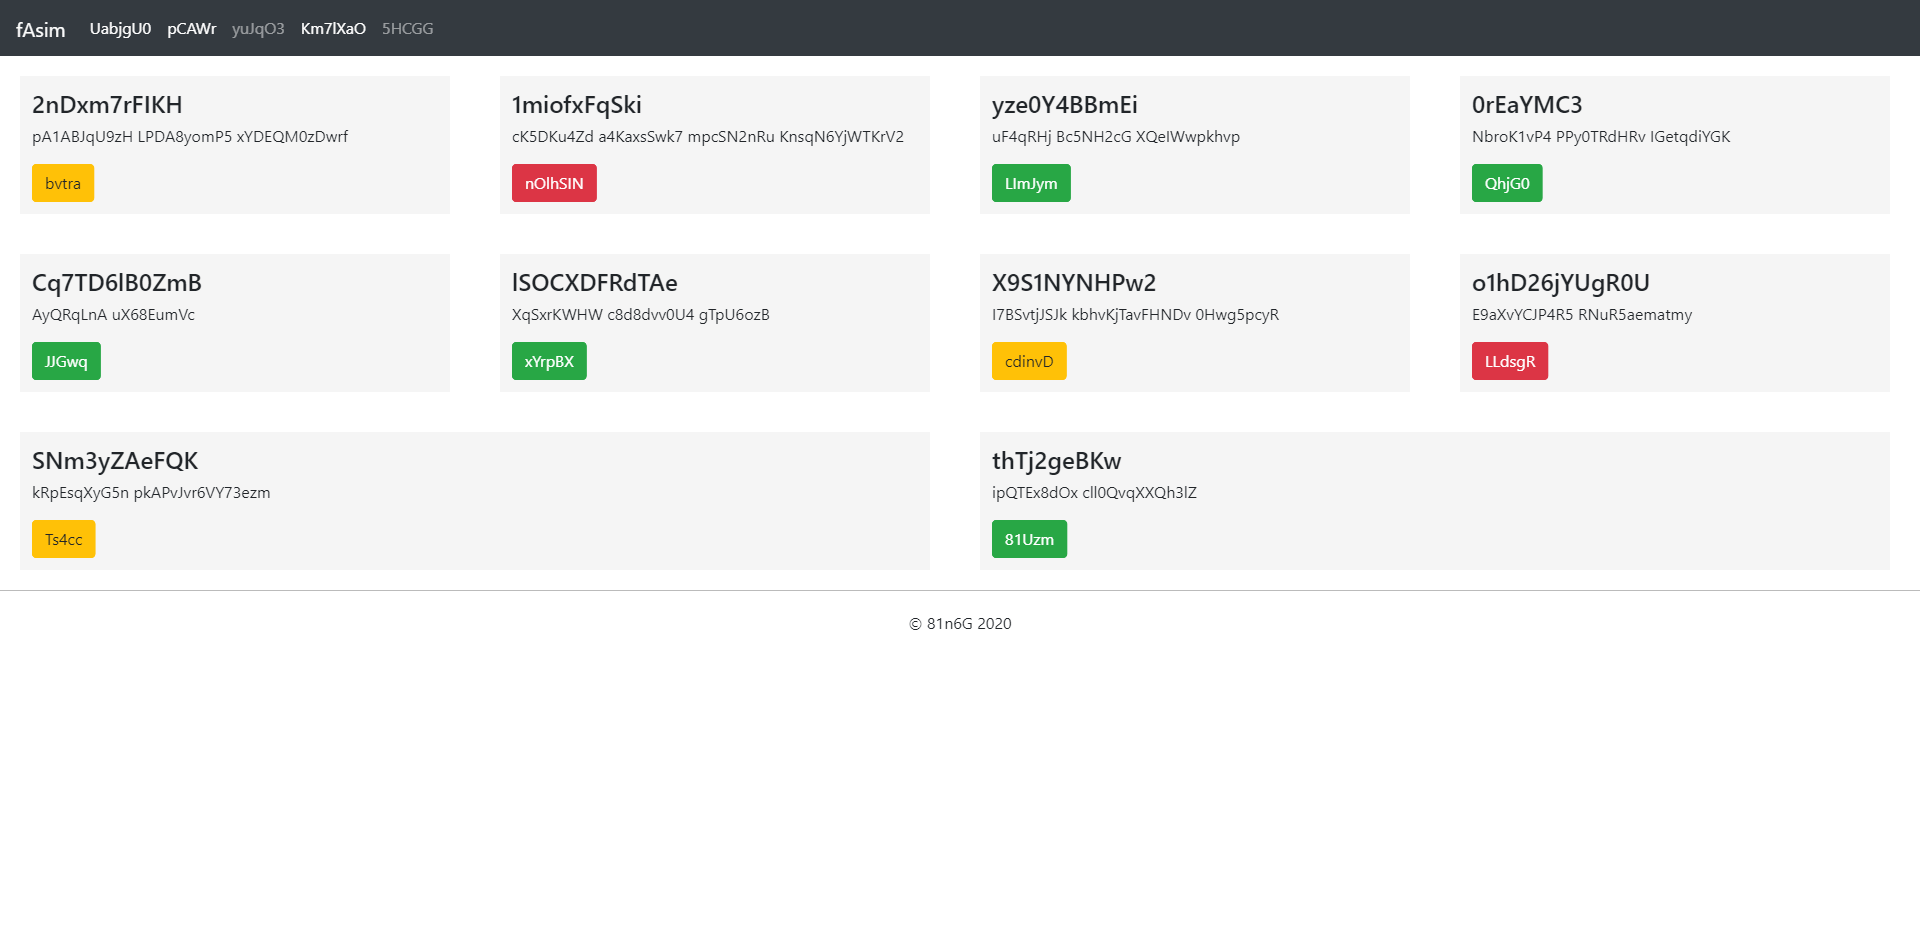 fAsim UabjgU0 pCAWr yuJqO3 Km7lXaO 5HCGG
2nDxm7rFIKH
pA1ABJqU9zH LPDA8yomP5 xYDEQM0zDwrf
bvtra
1miofxFqSki
cK5DKu4Zd a4KaxsSwk7 mpcSN2nRu KnsqN6YjWTKrV2
nOlhSIN
yze0Y4BBmEi
uF4qRHj Bc5NH2cG XQeIWwpkhvp
LImJym
0rEaYMC3
NbroK1vP4 PPy0TRdHRv IGetqdiYGK
QhjG0
Cq7TD6lB0ZmB
AyQRqLnA uX68EumVc
JJGwq
lSOCXDFRdTAe
XqSxrKWHW c8d8dvv0U4 gTpU6ozB
xYrpBX
X9S1NYNHPw2
I7BSvtjJSJk kbhvKjTavFHNDv 0Hwg5pcyR
cdinvD
o1hD26jYUgR0U
E9aXvYCJP4R5 RNuR5aematmy
LLdsgR
SNm3yZAeFQK
kRpEsqXyG5n pkAPvJvr6VY73ezm
Ts4cc
thTj2geBKw
ipQTEx8dOx cll0QvqXXQh3lZ
81Uzm
© 81n6G 2020